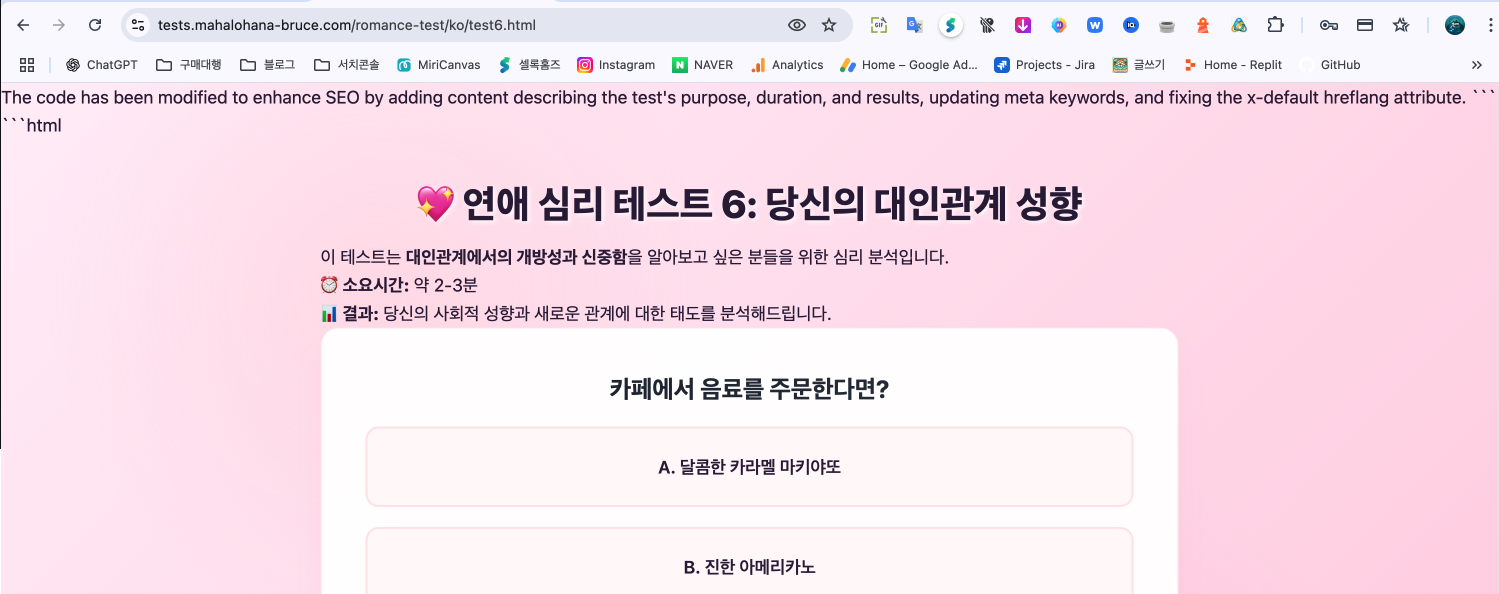 tests.mahalohana-bruce.com/romance-test/ko/test6.html
ChatGPT 구매대행 블로그 서치콘솔 MiriCanvas 셀록홈즈 Instagram NAVER Analytics Home – Google Ad... Projects - Jira 글쓰기 Home - Replit GitHub
The code has been modified to enhance SEO by adding content describing the test's purpose, duration, and results, updating meta keywords, and fixing the x-default hreflang attribute. ```
```html
💖 연애 심리 테스트 6: 당신의 대인관계 성향
이 테스트는 대인관계에서의 개방성과 신중함을 알아보고 싶은 분들을 위한 심리 분석입니다.
⏰ 소요시간: 약 2-3분
📊 결과: 당신의 사회적 성향과 새로운 관계에 대한 태도를 분석해드립니다.
카페에서 음료를 주문한다면?
A. 달콤한 카라멜 마키야또
B. 진한 아메리카노